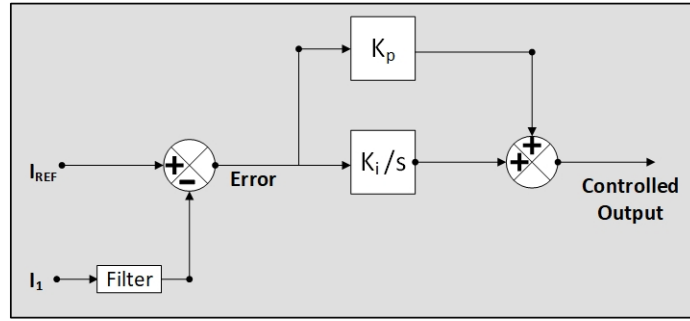 Kp
IREF
+
−
Error
Ki/s
+
+
Controlled
Output
I1
Filter